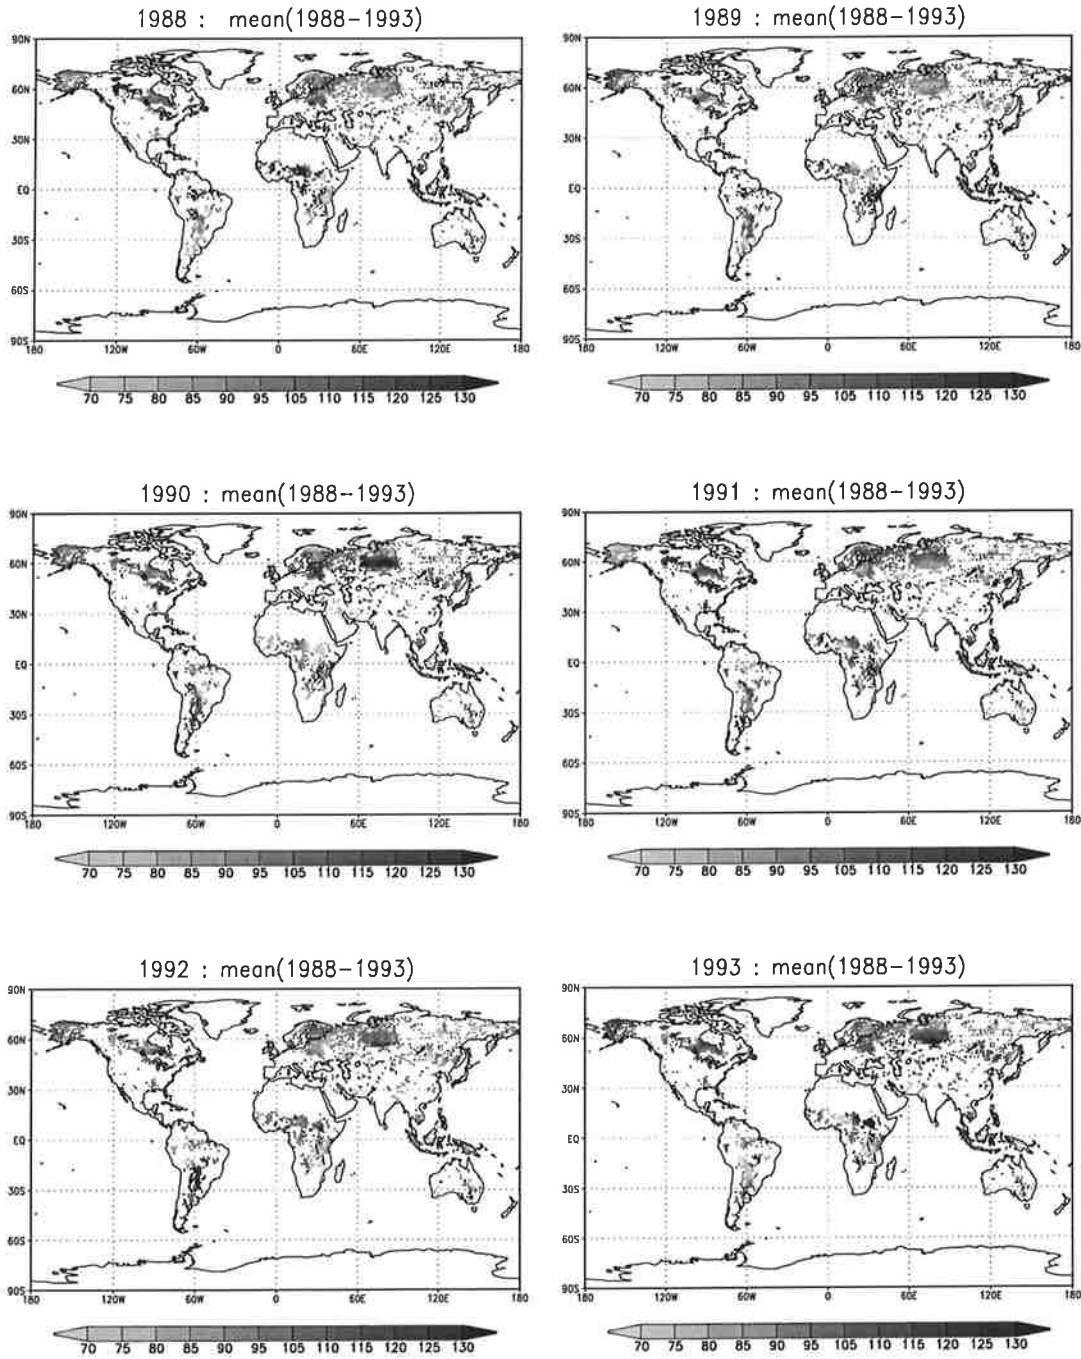 1988 : mean(1988-1993)
90N
60N
30N
EQ
30S
60S
90S
180 120W 60W 0 60E 120E 180
70 75 80 85 90 95 105 110 115 120 125 130
1989 : mean(1988-1993)
90N
60N
30N
EQ
30S
60S
90S
180 120W 60W 0 60E 120E 180
70 75 80 85 90 95 105 110 115 120 125 130
1990 : mean(1988-1993)
90N
60N
30N
EQ
30S
60S
90S
180 120W 60W 0 60E 120E 180
70 75 80 85 90 95 105 110 115 120 125 130
1991 : mean(1988-1993)
90N
60N
30N
EQ
30S
60S
90S
180 120W 60W 0 60E 120E 180
70 75 80 85 90 95 105 110 115 120 125 130
1992 : mean(1988-1993)
90N
60N
30N
EQ
30S
60S
90S
180 120W 60W 0 60E 120E 180
70 75 80 85 90 95 105 110 115 120 125 130
1993 : mean(1988-1993)
90N
60N
30N
EQ
30S
60S
90S
180 120W 60W 0 60E 120E 180
70 75 80 85 90 95 105 110 115 120 125 130